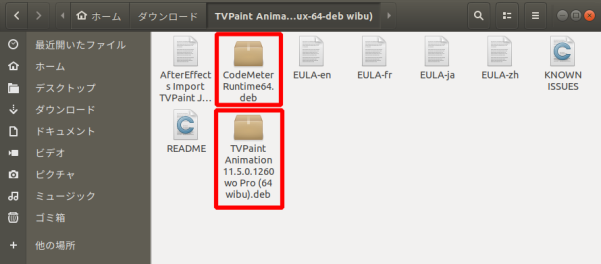 ホーム
ダウンロード
TVPaint Anima...ux-64-deb wibu)
最近開いたファイル
ホーム
デスクトップ
ダウンロード
ドキュメント
ビデオ
ピクチャ
ミュージック
ゴミ箱
他の場所
AfterEffect
s Import
TVPaint J...
CodeMeter
Runtime64.
deb
EULA-en
EULA-fr
EULA-ja
EULA-zh
KNOWN
ISSUES
README
TVPaint
Animation
11.5.0.1260
wo Pro (64
wibu).deb